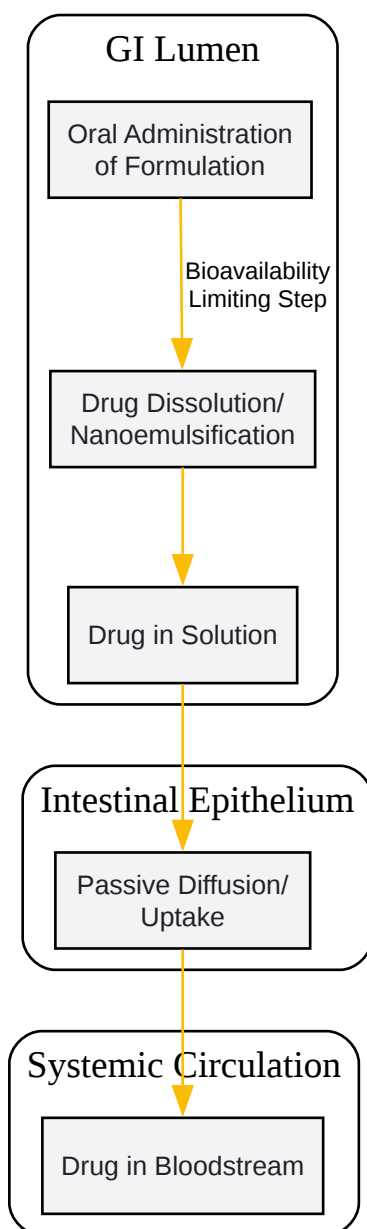 GI Lumen
Oral Administration
of Formulation
Bioavailability
Limiting Step
Drug Dissolution/
Nanoemulsification
Drug in Solution
Intestinal Epithelium
Passive Diffusion/
Uptake
Systemic Circulation
Drug in Bloodstream